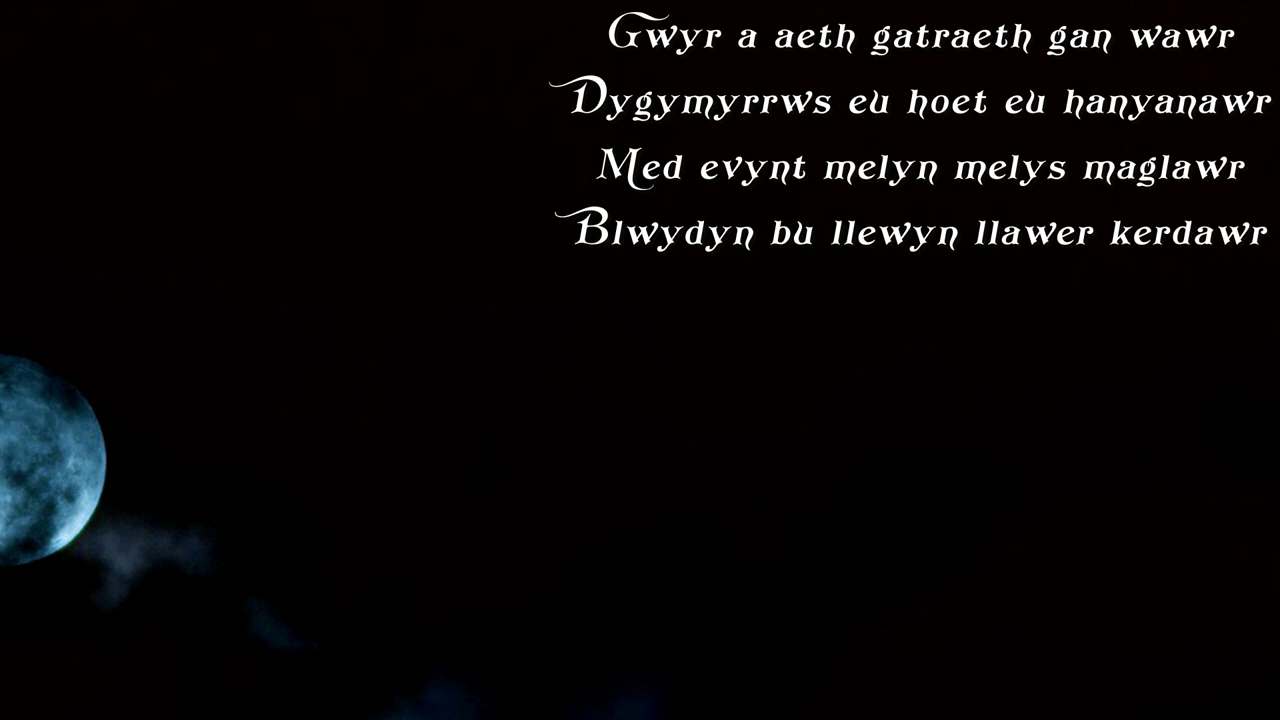 Gwyr a aeth gatraeth gan wawr
Dygymyrrws eu hoet eu hanyanawr
Med evynt melyn melys maglawr
Blwydyn bu llewyn llawer kerdawr